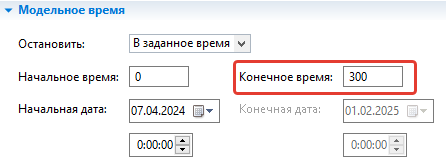 Модельное время
Остановить: В заданное время
Начальное время: 0 Конечное время: 300
Начальная дата: 07.04.2024 Конечная дата: 01.02.2025
0:00:00 0:00:00